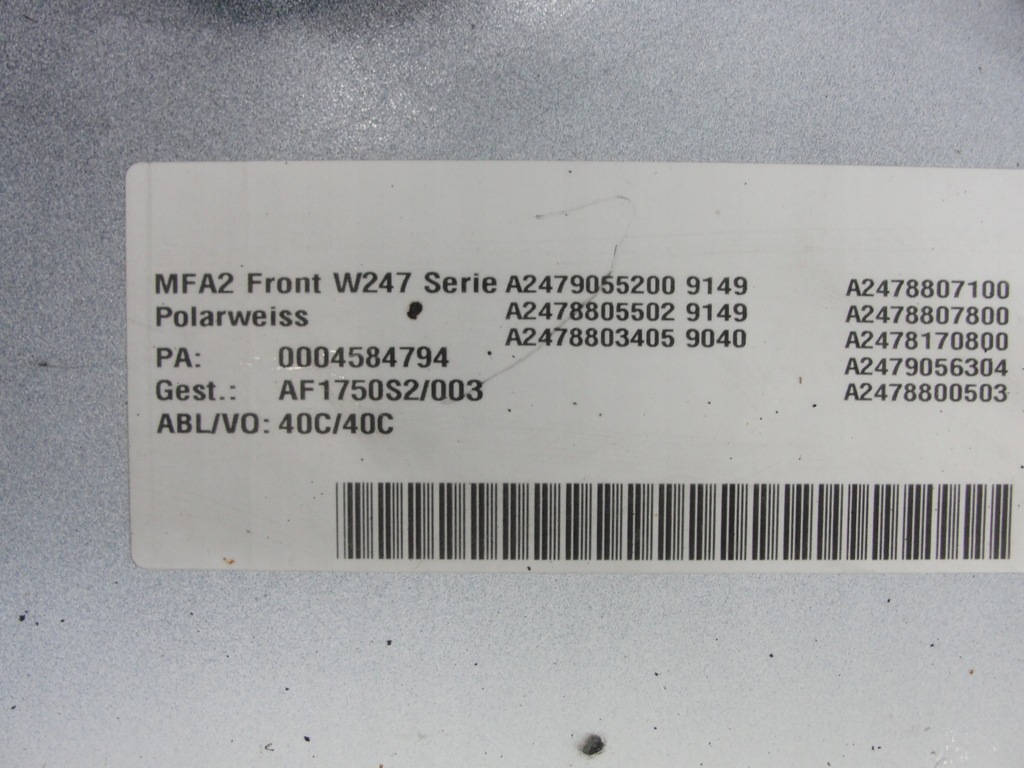 MFA2 Front W247 Serie A2479055200 9149 A2478807100
Polarweiss A2478805502 9149 A2478807800
A2478803405 9040 A2478170800
PA: 0004584794 A2479056304
Gest.: AF1750S2/003 A2478800503
ABL/VO: 40C/40C